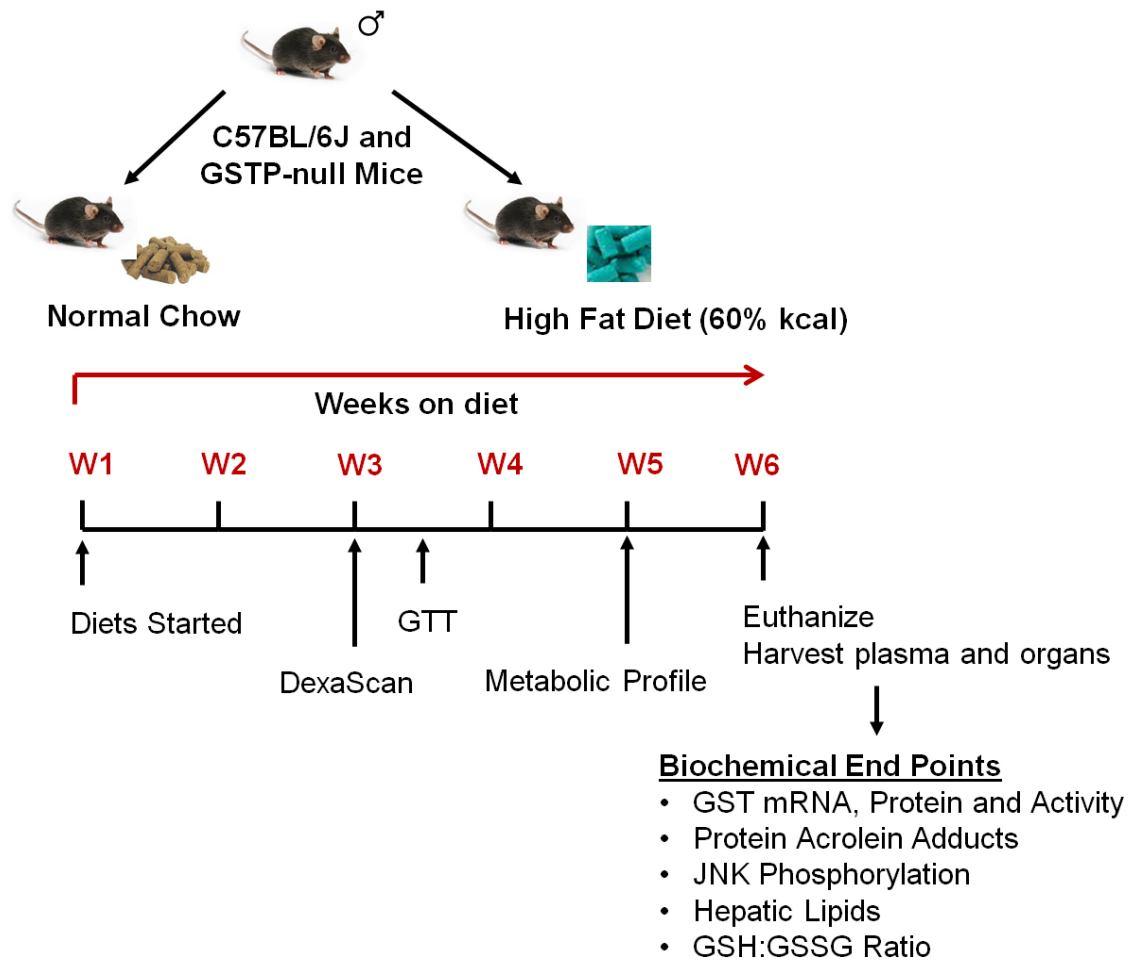 ♂
C57BL/6J and
GSTP-null Mice
Normal Chow
High Fat Diet (60% kcal)
Weeks on diet
W1 W2 W3 W4 W5 W6
Diets Started
GTT
DexaScan
Metabolic Profile
Euthanize
Harvest plasma and organs
Biochemical End Points
• GST mRNA, Protein and Activity
• Protein Acrolein Adducts
• JNK Phosphorylation
• Hepatic Lipids
• GSH:GSSG Ratio